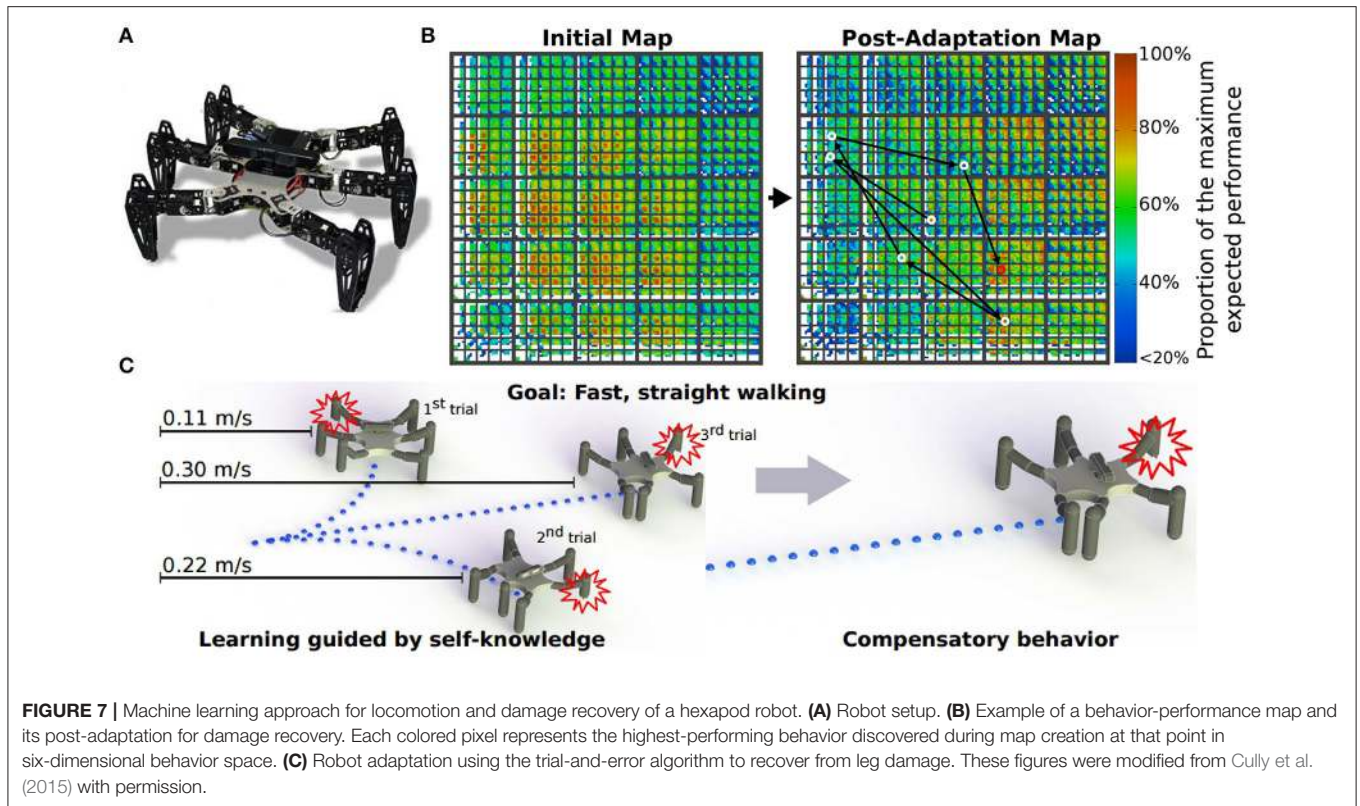 A
B
Initial Map
Post-Adaptation Map
100%
80%
60%
40%
<20%
Proportion of the maximum
expected performance
C
Goal: Fast, straight walking
0.11 m/s
1st trial
0.30 m/s
3rd trial
2nd trial
0.22 m/s
Learning guided by self-knowledge
Compensatory behavior
FIGURE 7 | Machine learning approach for locomotion and damage recovery of a hexapod robot. (A) Robot setup. (B) Example of a behavior-performance map and
its post-adaptation for damage recovery. Each colored pixel represents the highest-performing behavior discovered during map creation at that point in
six-dimensional behavior space. (C) Robot adaptation using the trial-and-error algorithm to recover from leg damage. These figures were modified from Cully et al.
(2015) with permission.